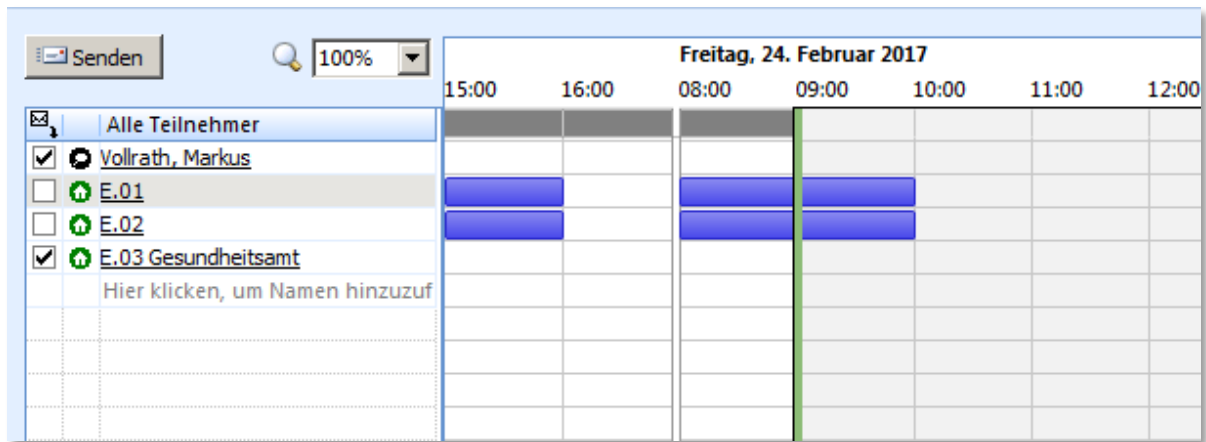 Senden
100%
Freitag, 24. Februar 2017
15:00 16:00 08:00 09:00 10:00 11:00 12:00
Alle Teilnehmer
Vollrath, Markus
E.01
E.02
E.03 Gesundheitsamt
Hier klicken, um Namen hinzuzuf